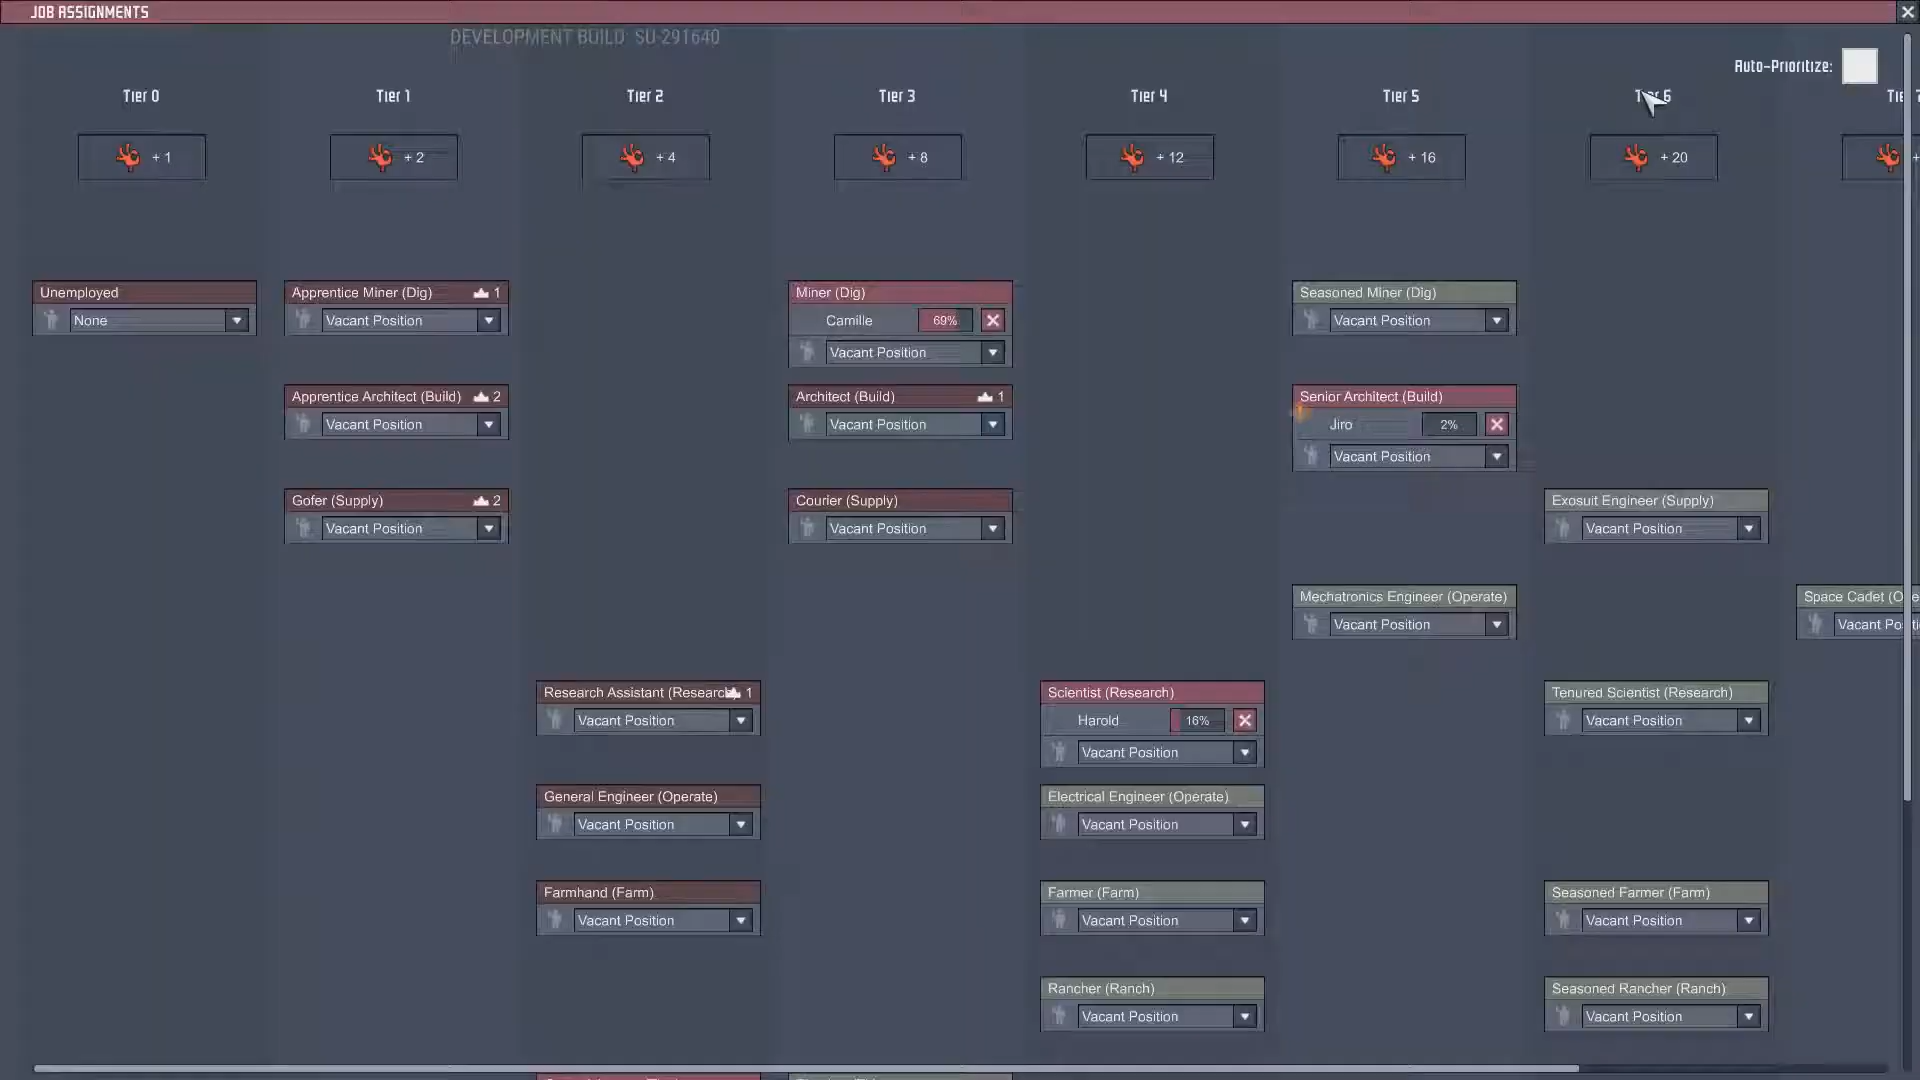 JOB ASSIGNMENTS
DEVELOPMENT BUILD: SU-291640
Auto-Prioritize:
Tier 0
Tier 1
Tier 2
Tier 3
Tier 4
Tier 5
+ 1
+ 2
+ 4
+ 8
+ 12
+ 16
+ 20
Unemployed
None
Apprentice Miner (Dig) 1
Vacant Position
Miner (Dig)
Camille 69%
Vacant Position
Seasoned Miner (Dig)
Vacant Position
Apprentice Architect (Build) 2
Vacant Position
Architect (Build) 1
Vacant Position
Senior Architect (Build)
Jiro 2%
Vacant Position
Gofer (Supply) 2
Vacant Position
Courier (Supply)
Vacant Position
Exosuit Engineer (Supply)
Vacant Position
Mechatronics Engineer (Operate)
Vacant Position
Space Cadet
Vacant
Research Assistant 1
Vacant Position
Scientist (Research)
Harold 16%
Vacant Position
Tenured Scientist (Research)
Vacant Position
General Engineer (Operate)
Vacant Position
Electrical Engineer (Operate)
Vacant Position
Farmhand (Farm)
Vacant Position
Farmer (Farm)
Vacant Position
Seasoned Farmer (Farm)
Vacant Position
Rancher (Ranch)
Vacant Position
Seasoned Rancher (Ranch)
Vacant Position